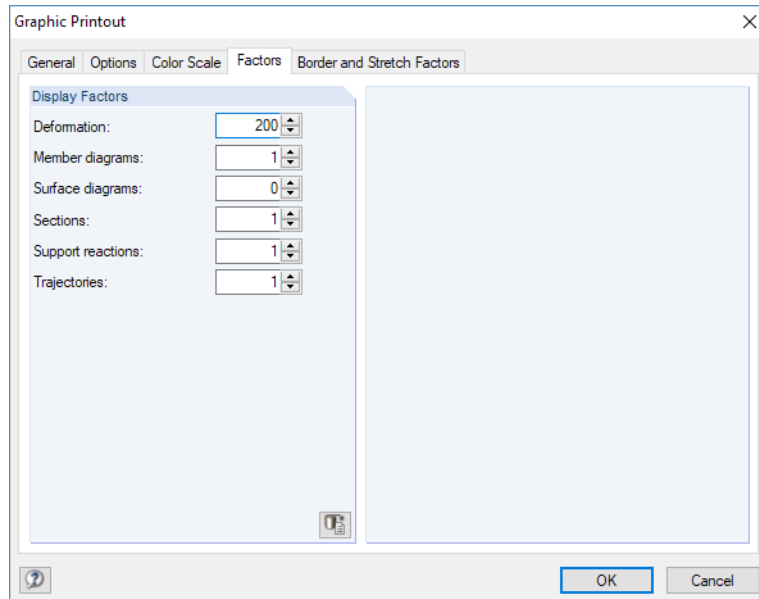 Graphic Printout
General Options Color Scale Factors Border and Stretch Factors
Display Factors
Deformation: 200
Member diagrams: 1
Surface diagrams: 0
Sections: 1
Support reactions: 1
Trajectories: 1
OK Cancel